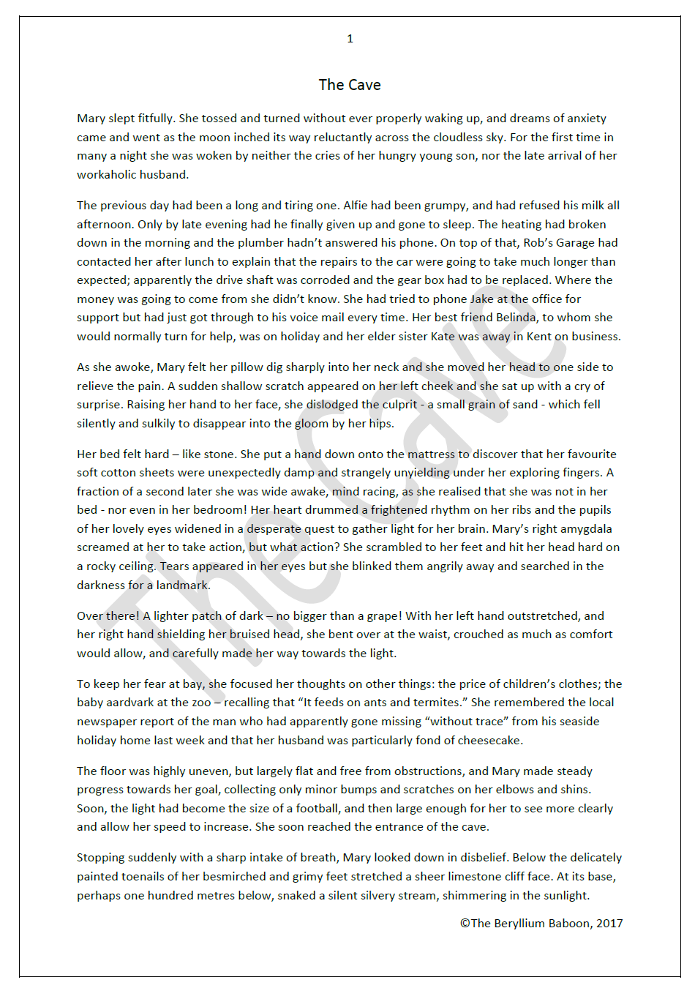 1
The Cave
Mary slept fitfully. She tossed and turned without ever properly waking up, and dreams of anxiety
came and went as the moon inched its way reluctantly across the cloudless sky. For the first time in
many a night she was woken by neither the cries of her hungry young son, nor the late arrival of her
workaholic husband.
The previous day had been a long and tiring one. Alfie had been grumpy, and had refused his milk all
afternoon. Only by late evening had he finally given up and gone to sleep. The heating had broken
down in the morning and the plumber hadn’t answered his phone. On top of that, Rob’s Garage had
contacted her after lunch to explain that the repairs to the car were going to take much longer than
expected; apparently the drive shaft was corroded and the gear box had to be replaced. Where the
money was going to come from she didn’t know. She had tried to phone Jake at the office for
support but had just got through to his voice mail every time. Her best friend Belinda, to whom she
would normally turn for help, was on holiday and her elder sister Kate was away in Kent on business.
As she awoke, Mary felt her pillow dig sharply into her neck and she moved her head to one side to
relieve the pain. A sudden shallow scratch appeared on her left cheek and she sat up with a cry of
surprise. Raising her hand to her face, she dislodged the culprit - a small grain of sand - which fell
silently and sulkily to disappear into the gloom by her hips.
Her bed felt hard – like stone. She put a hand down onto the mattress to discover that her favourite
soft cotton sheets were unexpectedly damp and strangely unyielding under her exploring fingers. A
fraction of a second later she was wide awake, mind racing, as she realised that she was not in her
bed - nor even in her bedroom! Her heart drummed a frightened rhythm on her ribs and the pupils
of her lovely eyes widened in a desperate quest to gather light for her brain. Mary’s right amygdala
screamed at her to take action, but what action? She scrambled to her feet and hit her head hard on
a rocky ceiling. Tears appeared in her eyes but she blinked them angrily away and searched in the
darkness for a landmark.
Over there! A lighter patch of dark – no bigger than a grape! With her left hand outstretched, and
her right hand shielding her bruised head, she bent over at the waist, crouched as much as comfort
would allow, and carefully made her way towards the light.
To keep her fear at bay, she focused her thoughts on other things: the price of children’s clothes; the
baby aardvark at the zoo – recalling that “It feeds on ants and termites.” She remembered the local
newspaper report of the man who had apparently gone missing “without trace” from his seaside
holiday home last week and that her husband was particularly fond of cheesecake.
The floor was highly uneven, but largely flat and free from obstructions, and Mary made steady
progress towards her goal, collecting only minor bumps and scratches on her elbows and shins.
Soon, the light had become the size of a football, and then large enough for her to see more clearly
and allow her speed to increase. She soon reached the entrance of the cave.
Stopping suddenly with a sharp intake of breath, Mary looked down in disbelief. Below the delicately
painted toenails of her besmirched and grimy feet stretched a sheer limestone cliff face. At its base,
perhaps one hundred metres below, snaked a silent silvery stream, shimmering in the sunlight.
©The Beryllium Baboon, 2017
The Cave